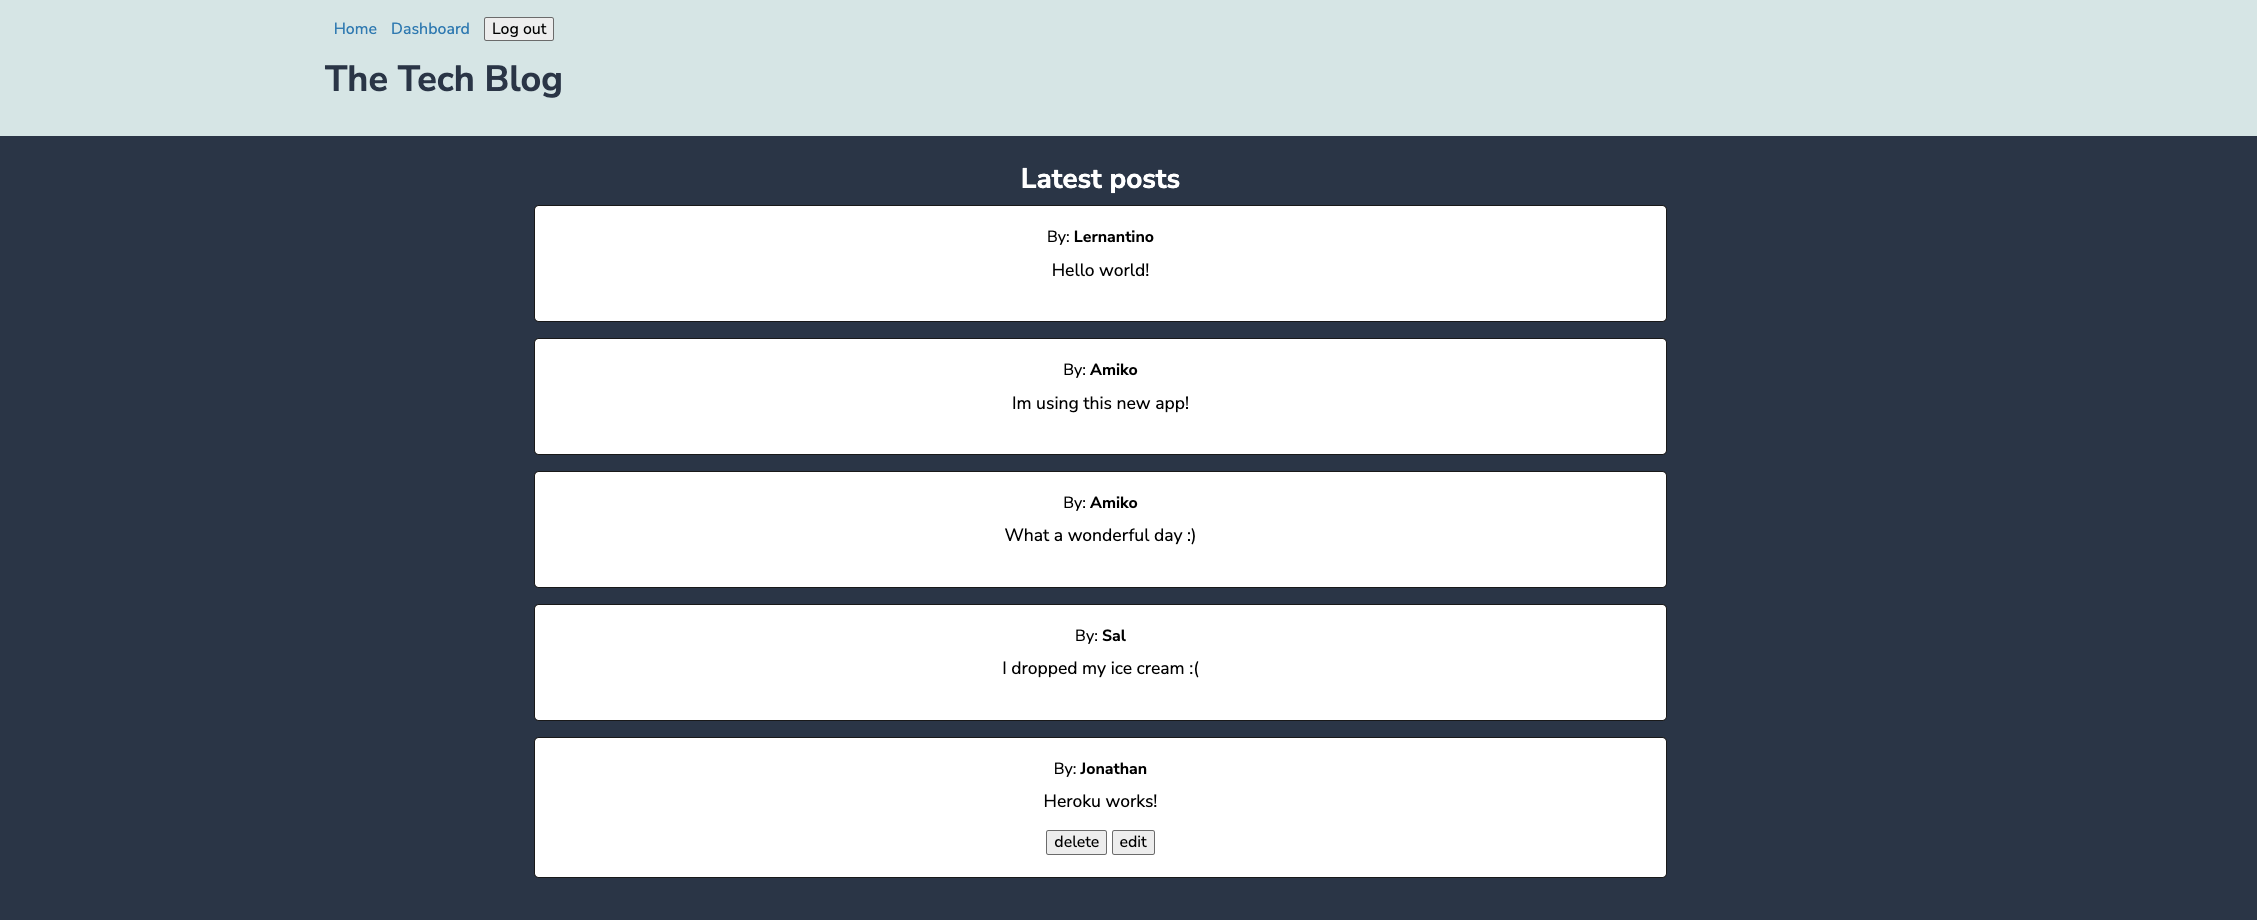 Home Dashboard Log out
The Tech Blog
Latest posts
By: Lernantino
Hello world!
By: Amiko
Im using this new app!
By: Amiko
What a wonderful day :)
By: Sal
I dropped my ice cream :(
By: Jonathan
Heroku works!
delete edit